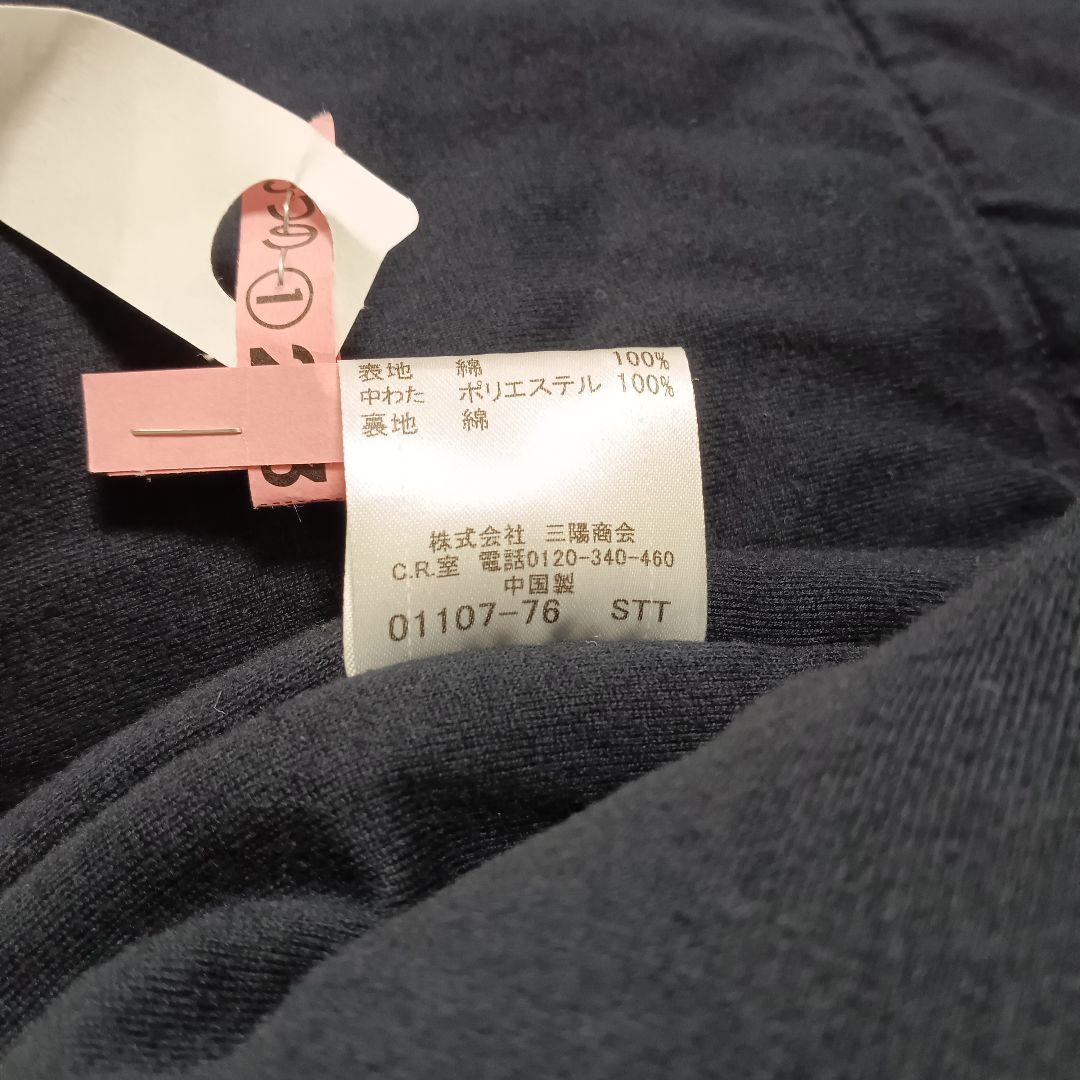 表地 綿 100%
中わた ポリエステル 100%
裏地 綿
株式会社 三陽商会
C.R.室 電話0120-340-460
中国製
01107-76 STT
①
2
3